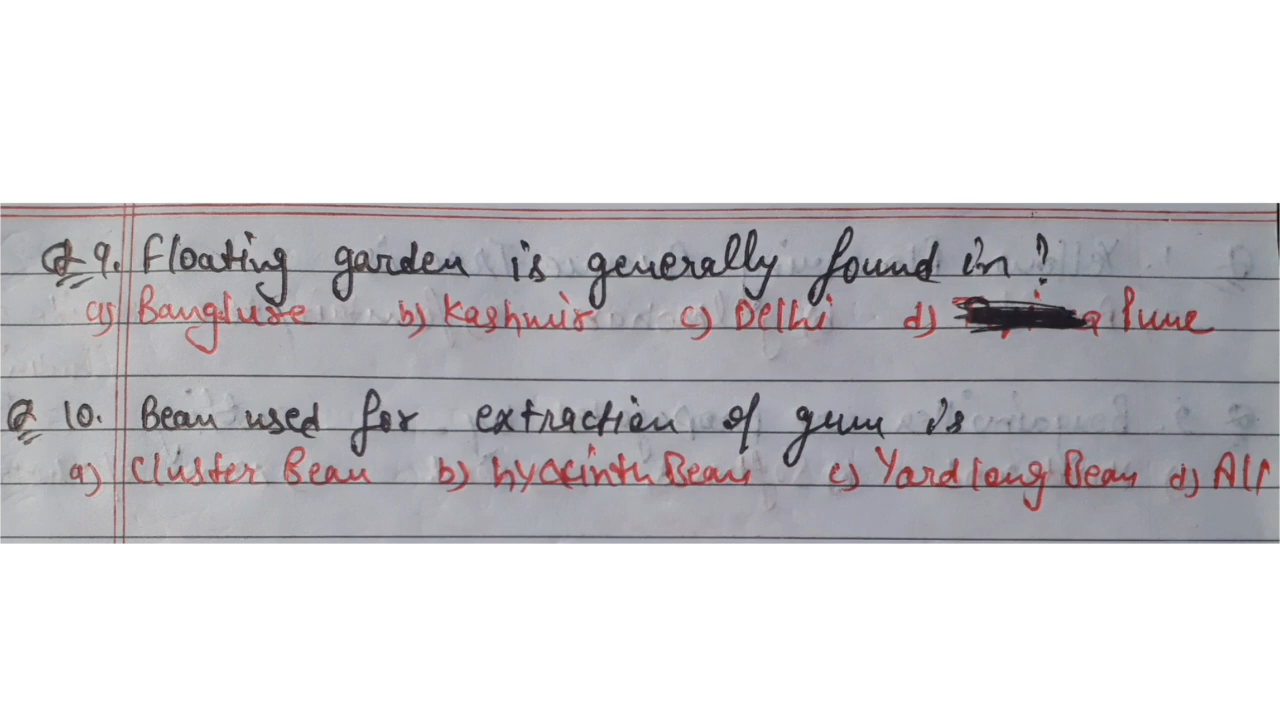 Q 9. Floating garden is generally found in?
a) Banglure b) Kashmir c) Delhi d) Pune
Q 10. Bean used for extraction of gum is
a) Cluster Bean b) hyacinth Bean c) Yard long Bean d) All